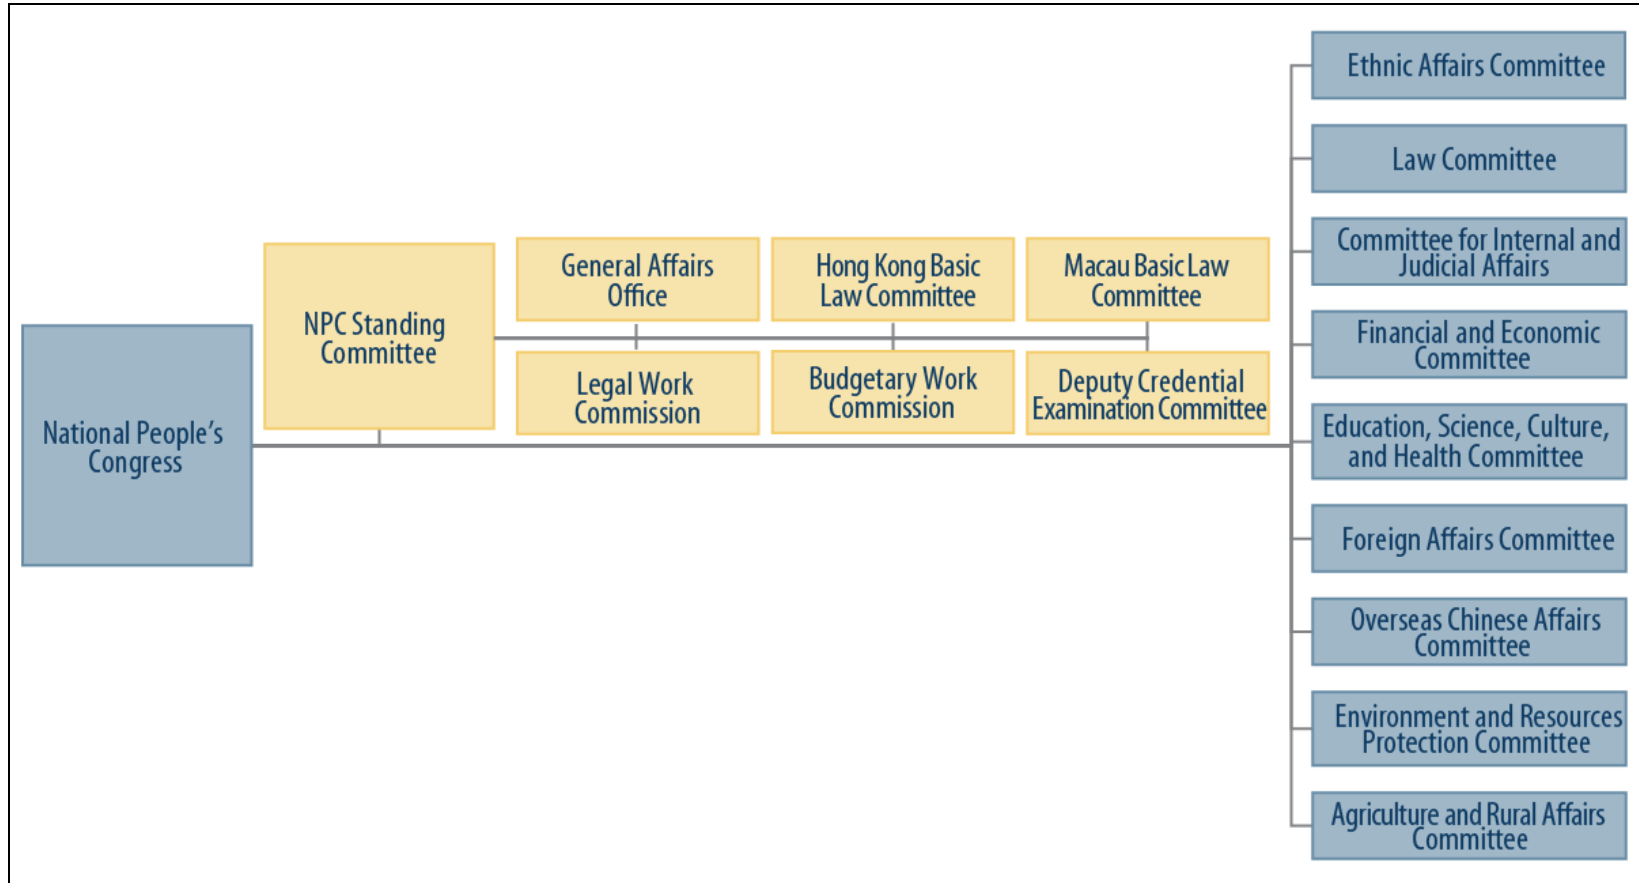 National People's
Congress
NPC Standing
Committee
General Affairs
Office
Hong Kong Basic
Law Committee
Macau Basic Law
Committee
Legal Work
Commission
Budgetary Work
Commission
Deputy Credential
Examination Committee
Ethnic Affairs Committee
Law Committee
Committee for Internal and
Judicial Affairs
Financial and Economic
Committee
Education, Science, Culture,
and Health Committee
Foreign Affairs Committee
Overseas Chinese Affairs
Committee
Environment and Resources
Protection Committee
Agriculture and Rural Affairs
Committee